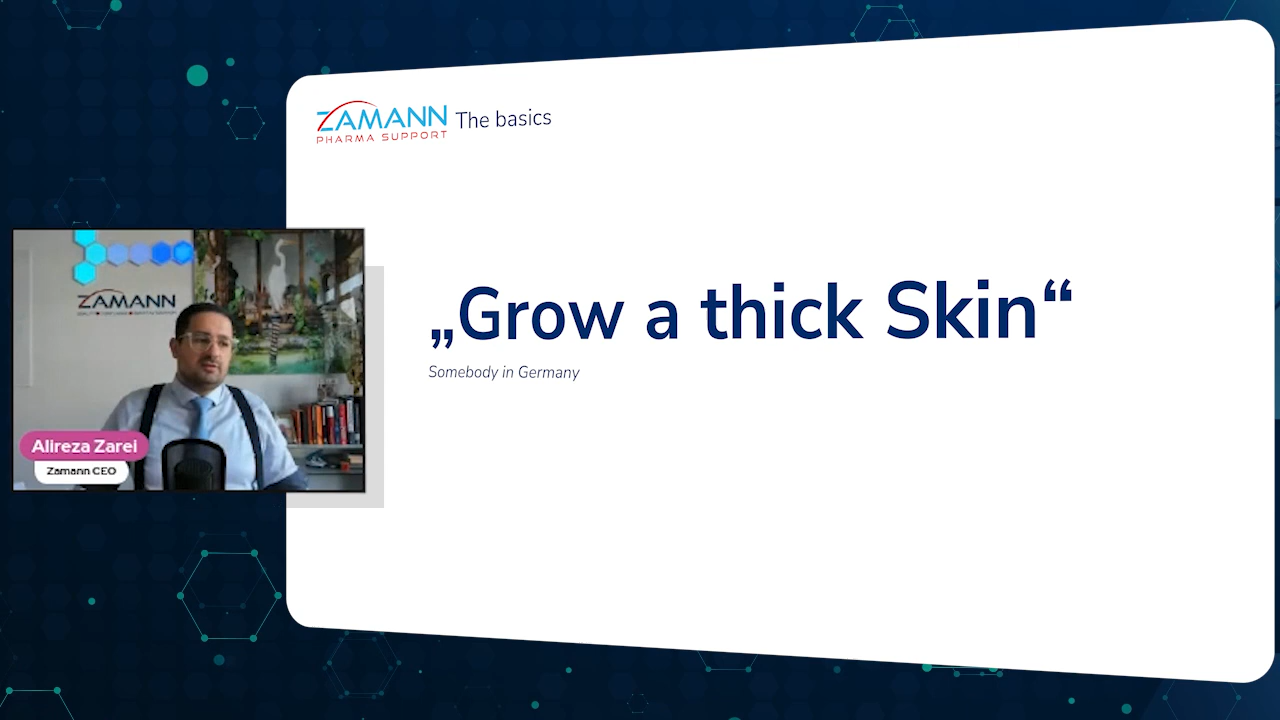 ZAMANN
PHARMA SUPPORT
The basics
„Grow a thick Skin“
Somebody in Germany
ZAMANN
Alireza Zarei
Zamann CEO